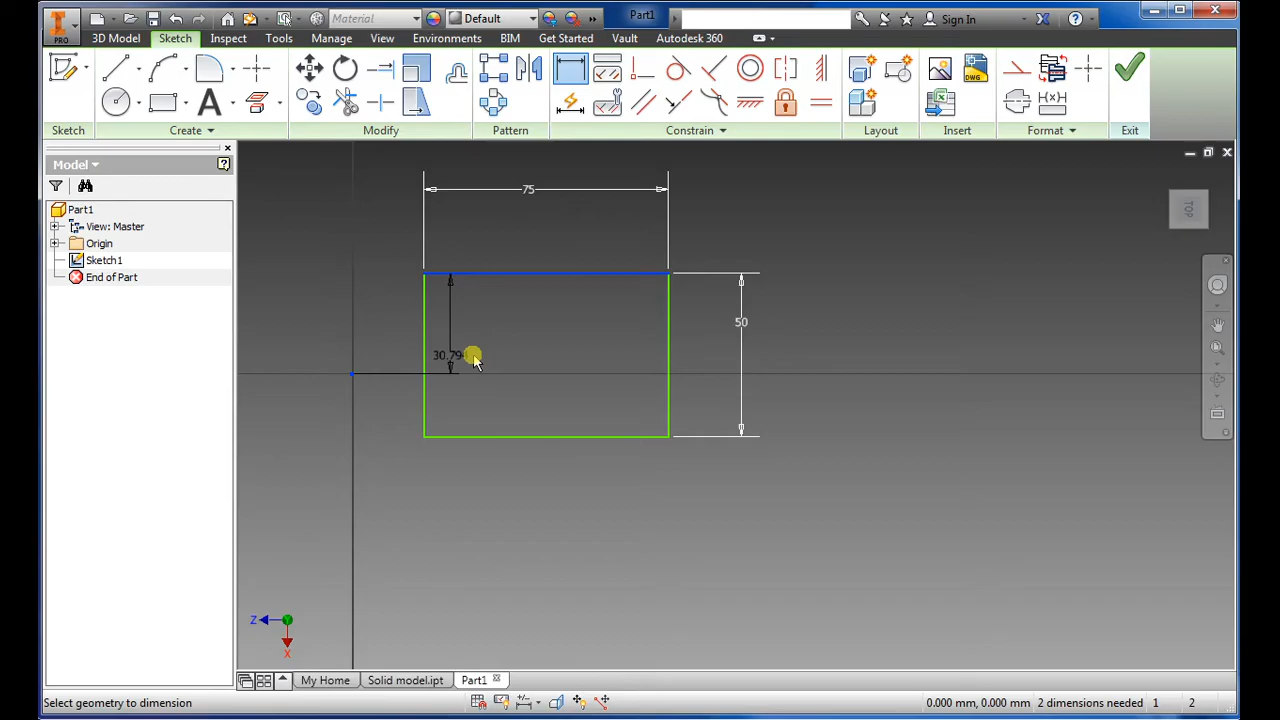 PRO
Material
Default
Part1
Sign In
3D Model
Sketch
Inspect
Tools
Manage
View
Environments
BIM
Get Started
Vault
Autodesk 360
A
DWG
(x)
Sketch
Create
Modify
Pattern
Constrain
Layout
Insert
Format
Exit
Model
Part1
View: Master
Origin
Sketch1
End of Part
75
TOP
50
30.79
Z
X
My Home
Solid model.ipt
Part1
Select geometry to dimension
0.000 mm, 0.000 mm
2 dimensions needed
1
2